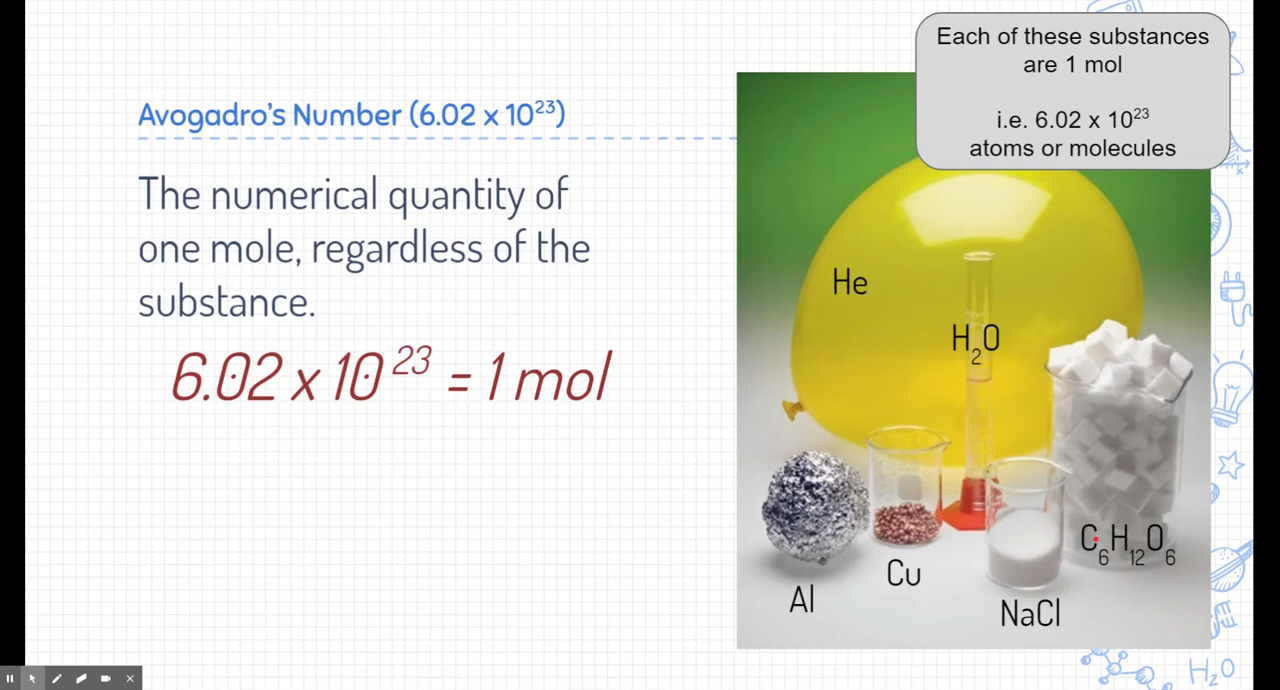 Each of these substances
are 1 mol
i.e. 6.02 x 10²³
atoms or molecules
Avogadro's Number (6.02 x 10²³)
The numerical quantity of
one mole, regardless of the
substance.
6.02 x 10²³ = 1 mol
He
H₂O
C₆H₁₂O₆
Cu
Al
NaCl
H₂O